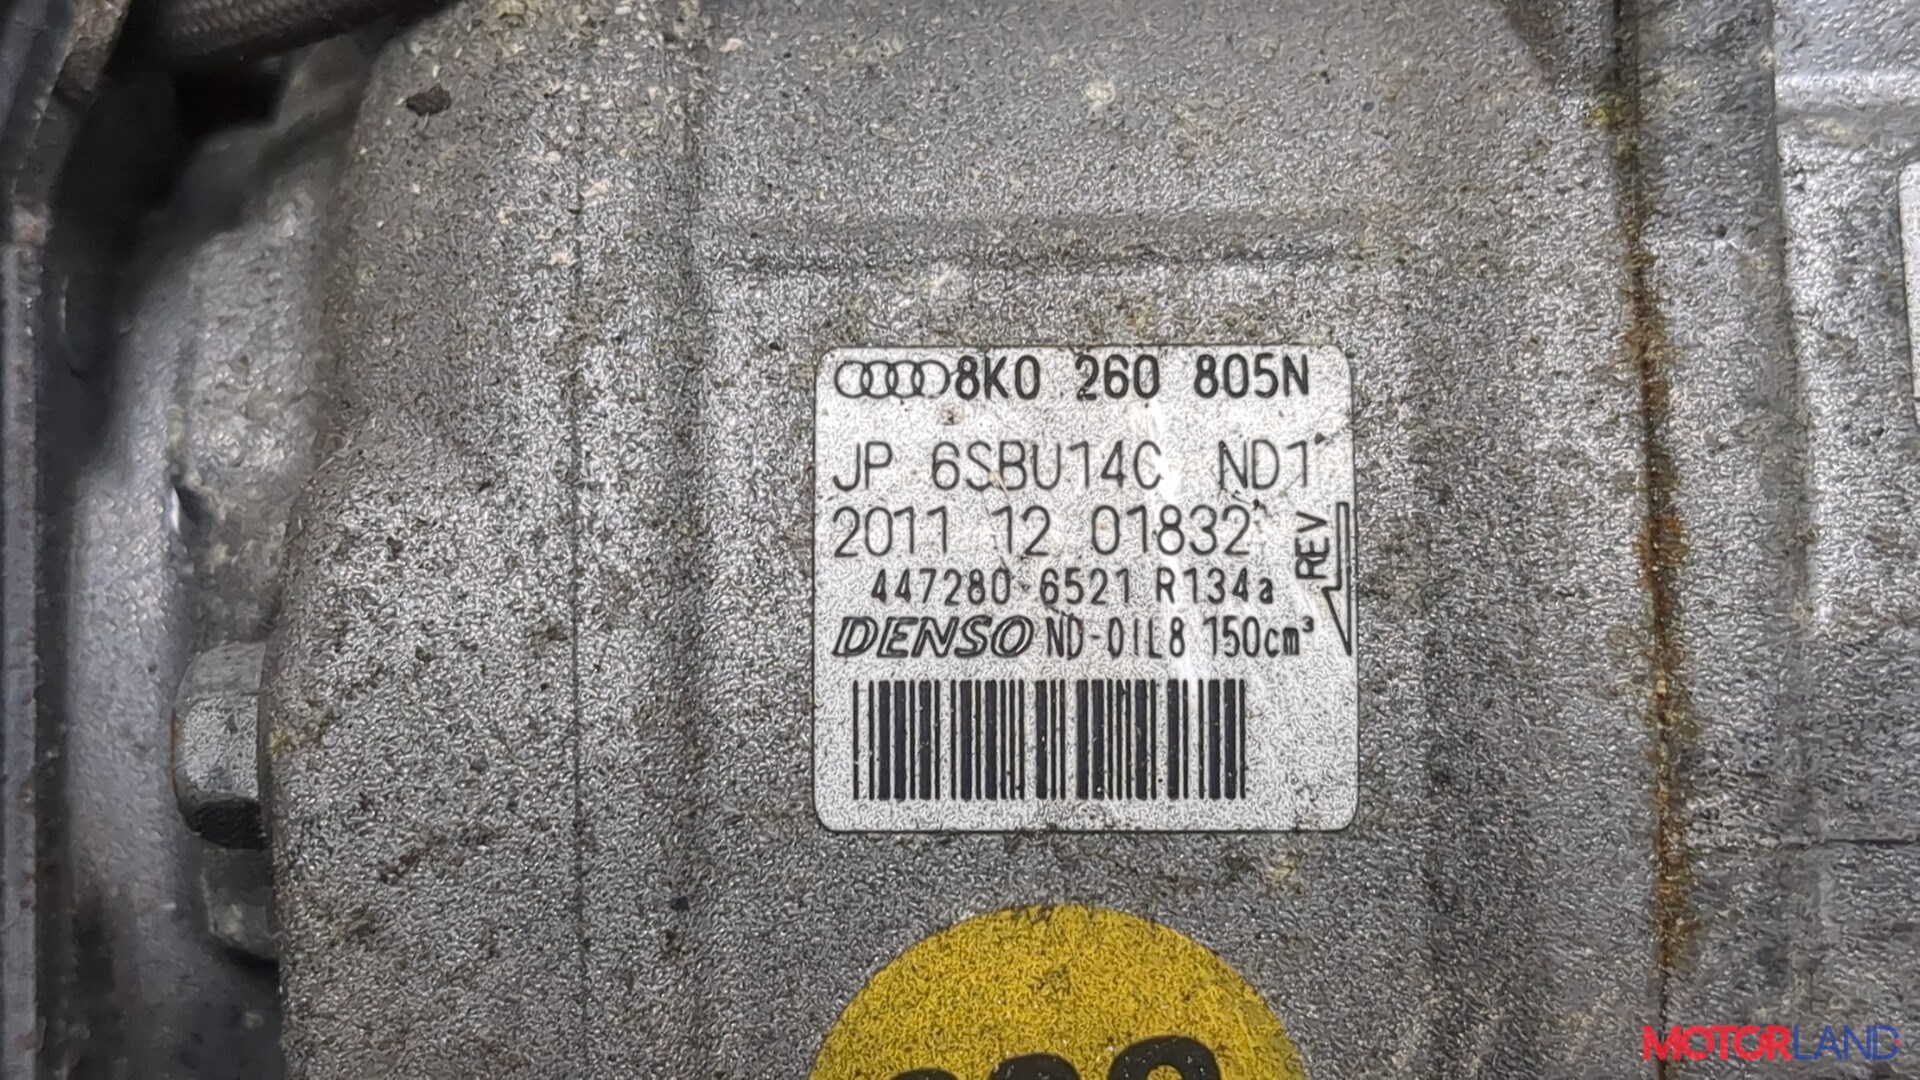 8K0 260 805N
JP 6SBU14C ND1
2011 12 01832
REV
447280-6521 R134a
DENSO ND-OIL8 150cm³
MOTORLAND